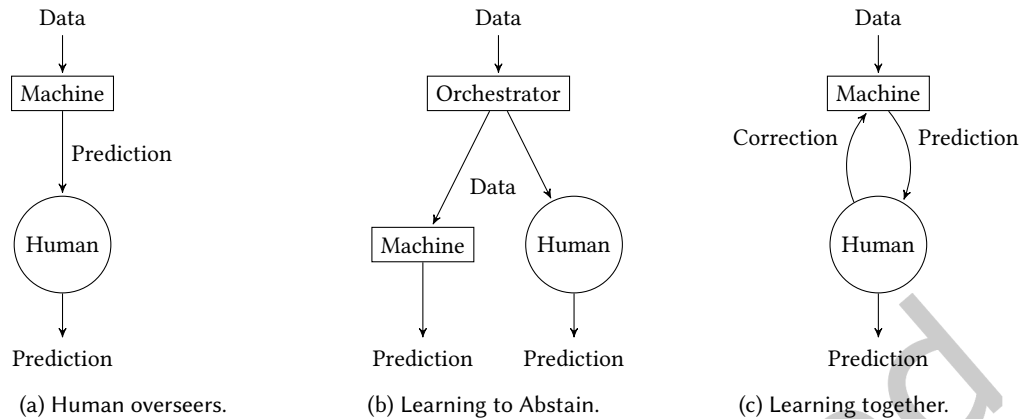 Data
Machine
Prediction
Human
Prediction
(a) Human overseers.
Data
Orchestrator
Data
Machine
Human
Prediction
Prediction
(b) Learning to Abstain.
Data
Machine
Correction
Prediction
Human
Prediction
(c) Learning together.